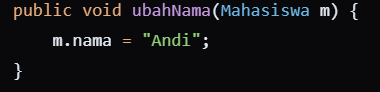 public void ubahNama(Mahasiswa m) {
    m.nama = "Andi";
}